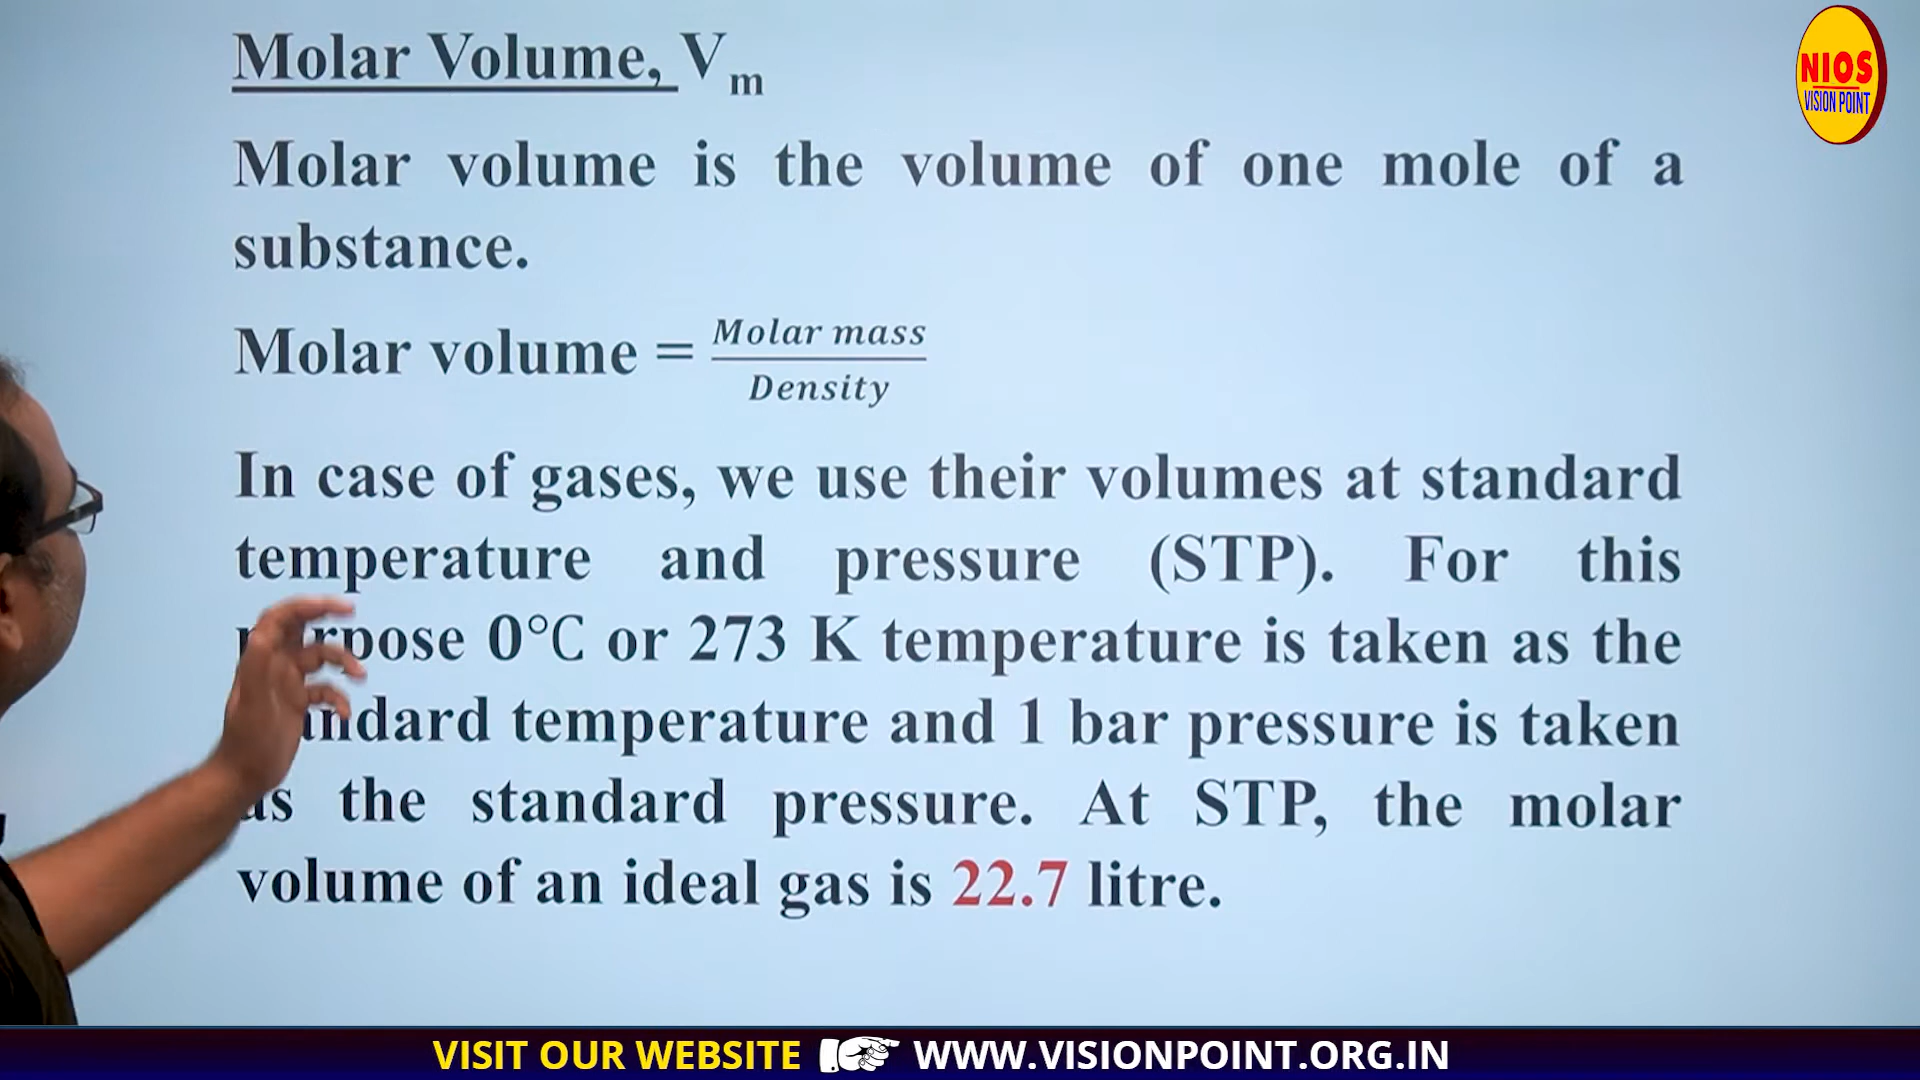 Molar Volume, Vm
NIOS
VISION POINT
Molar volume is the volume of one mole of a
substance.
Molar volume = Molar mass
Density
In case of gases, we use their volumes at standard
temperature and pressure (STP). For this
0°C or 273 K temperature is taken as the
temperature and 1 bar pressure is taken
the standard pressure. At STP, the molar
volume of an ideal gas is 22.7 litre.
VISIT OUR WEBSITE WWW.VISIONPOINT.ORG.IN